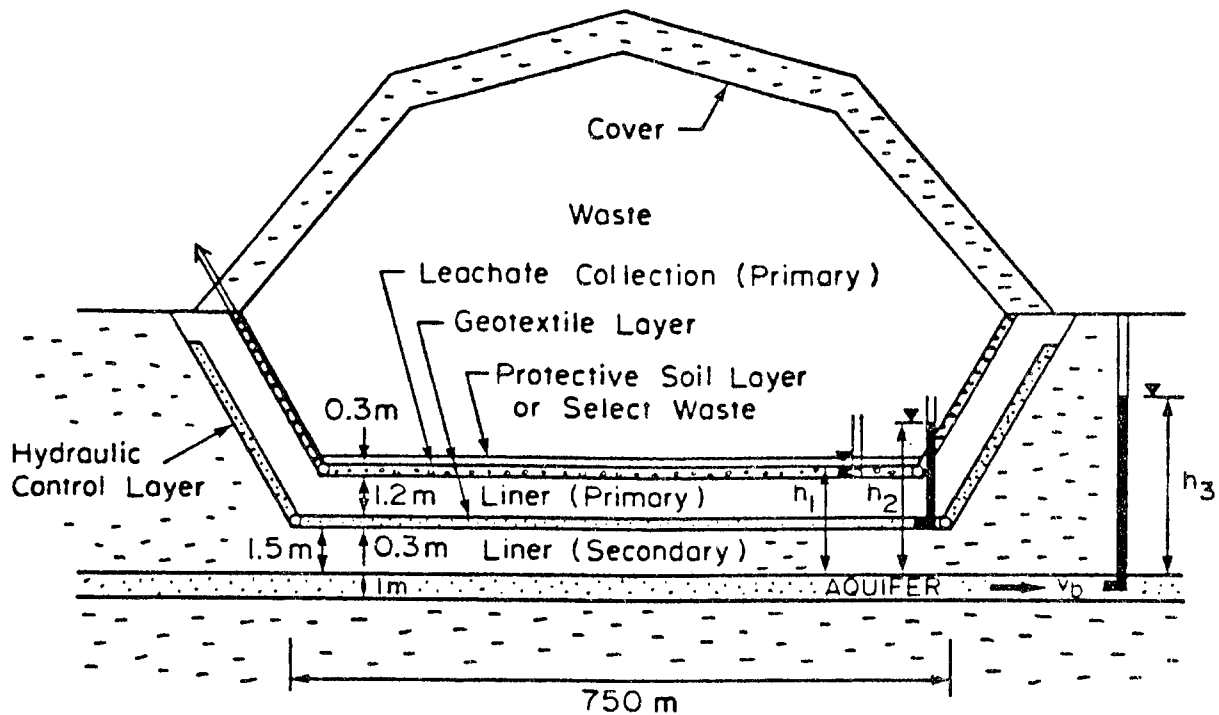 Cover
Waste
Leachate Collection (Primary)
Geotextile Layer
Protective Soil Layer
or Select Waste
0.3m
Hydraulic
Control Layer
1.2m
Liner (Primary)
h1
h2
h3
1.5m
0.3m
Liner (Secondary)
1m
AQUIFER
vb
750 m